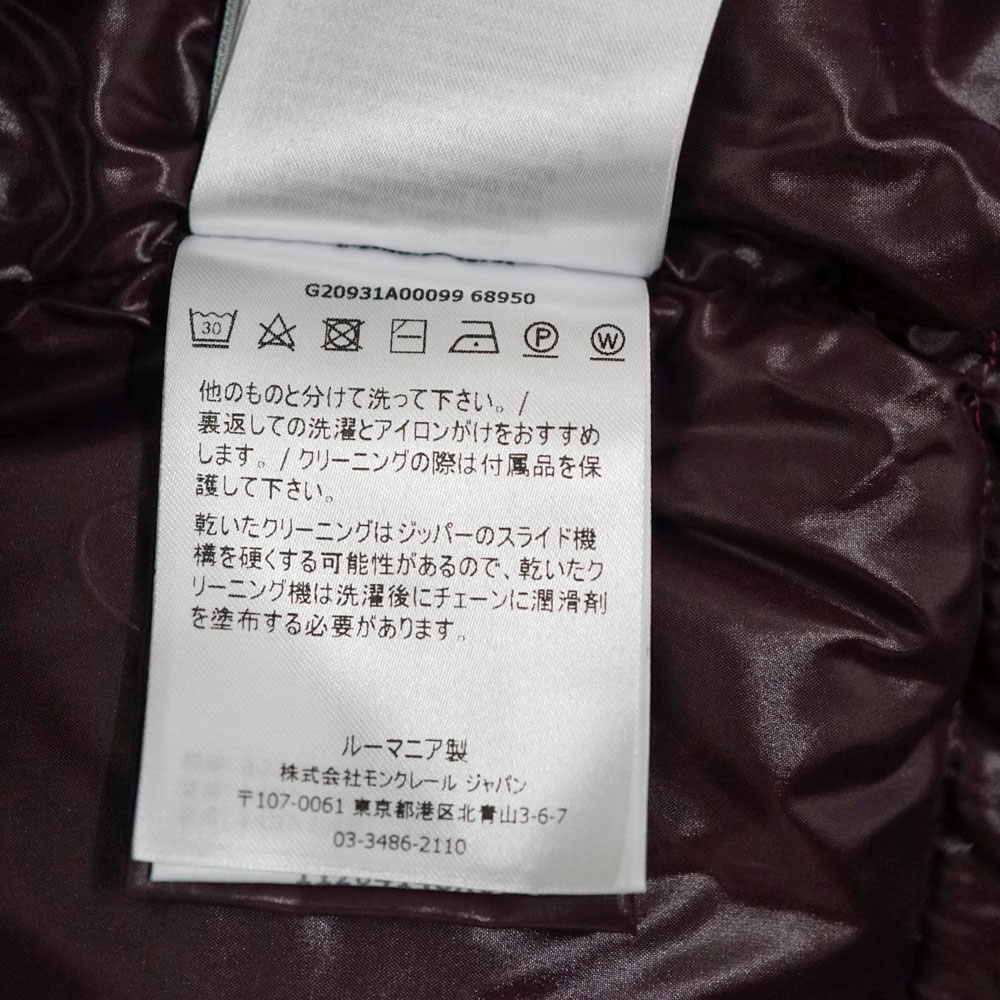 G20931A00099 68950
30 P W
他のものと分けて洗って下さい。/
裏返しての洗濯とアイロンがけをおすすめ
します。/ クリーニングの際は付属品を保
護して下さい。
乾いたクリーニングはジッパーのスライド機
構を硬くする可能性があるので、乾いたク
リーニング機は洗濯後にチェーンに潤滑剤
を塗布する必要があります。
ルーマニア製
株式会社モンクレール ジャパン
〒107-0061 東京都港区北青山3-6-7
03-3486-2110